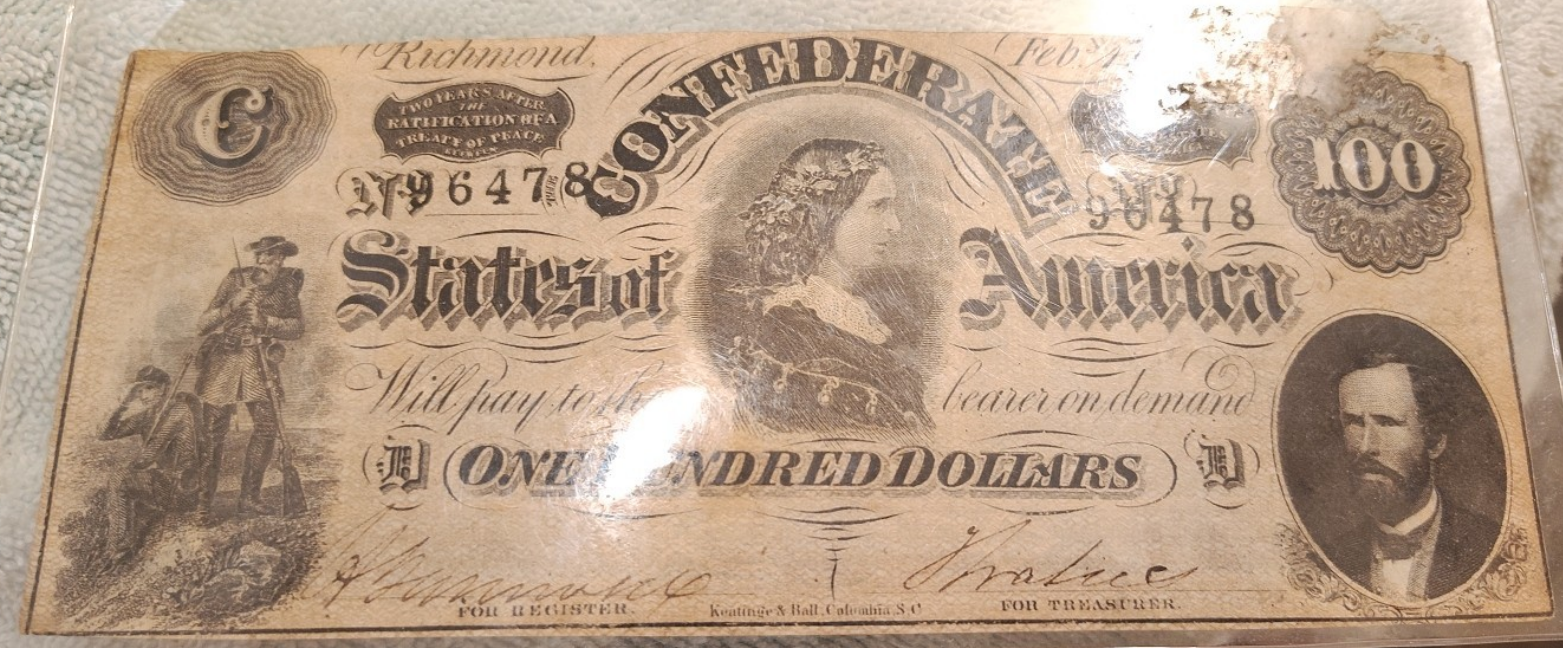 Richmond,
Feb.
C
TWO YEARS AFTER
THE
RATIFICATION OF A
TREATY OF PEACE
CONFEDERATE
100
No 96478
96478
States of America
Will pay to the bearer on demand
D ONE HUNDRED DOLLARS D
FOR REGISTER.
Keatinge & Ball, Columbia, S.C.
FOR TREASURER